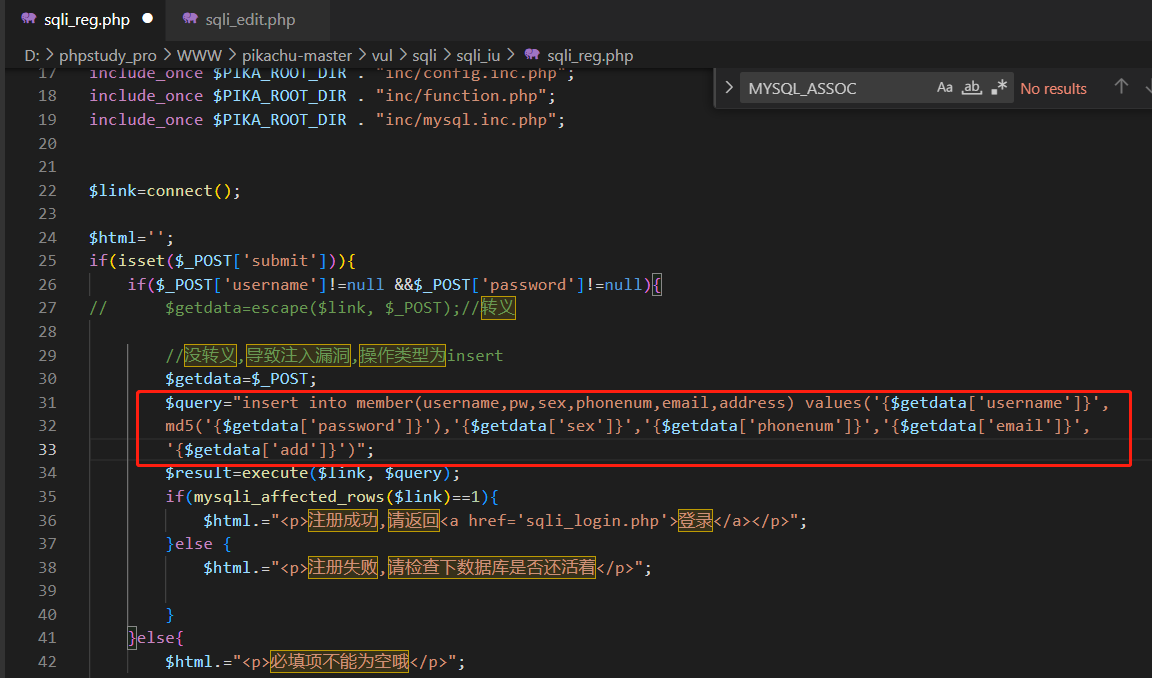 sqli_reg.php ● sqli_edit.php
D: > phpstudy_pro > WWW > pikachu-master > vul > sqli > sqli_iu > sqli_reg.php
MYSQL_ASSOC Aa ab .* No results
17 include_once $PIKA_ROOT_DIR . "inc/config.inc.php";
18 include_once $PIKA_ROOT_DIR . "inc/function.php";
19 include_once $PIKA_ROOT_DIR . "inc/mysql.inc.php";
20
21
22 $link=connect();
23
24 $html='';
25 if(isset($_POST['submit'])){
26 if($_POST['username']!=null &&$_POST['password']!=null){
27 // $getdata=escape($link, $_POST);//转义
28
29 //没转义,导致注入漏洞,操作类型为insert
30 $getdata=$_POST;
31 $query="insert into member(username,pw,sex,phonenum,email,address) values('{$getdata['username']}',
32 md5('{$getdata['password']}'),'{$getdata['sex']}','{$getdata['phonenum']}','{$getdata['email']}',
33 '{$getdata['add']}')";
34 $result=execute($link, $query);
35 if(mysqli_affected_rows($link)==1){
36 $html.="<p>注册成功,请返回<a href='sqli_login.php'>登录</a></p>";
37 }else {
38 $html.="<p>注册失败,请检查下数据库是否还活着</p>";
39
40 }
41 }else{
42 $html.="<p>必填项不能为空哦</p>";